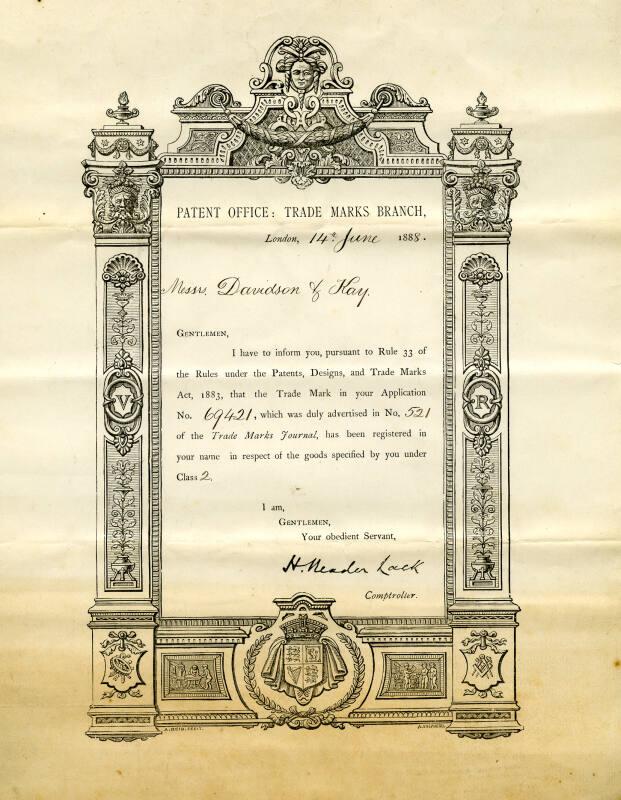 PATENT OFFICE: TRADE MARKS BRANCH,
London, 14th June 1888.
Messrs. Davidson & Hay.
GENTLEMEN,
I have to inform you, pursuant to Rule 33 of
the Rules under the Patents, Designs, and Trade Marks
Act, 1883, that the Trade Mark in your Application
No. 69421, which was duly advertised in No. 521
of the Trade Marks Journal, has been registered in
your name in respect of the goods specified by you under
Class 2.
V
R
I am,
GENTLEMEN,
Your obedient Servant,
H. Reader Lack
Comptroller.